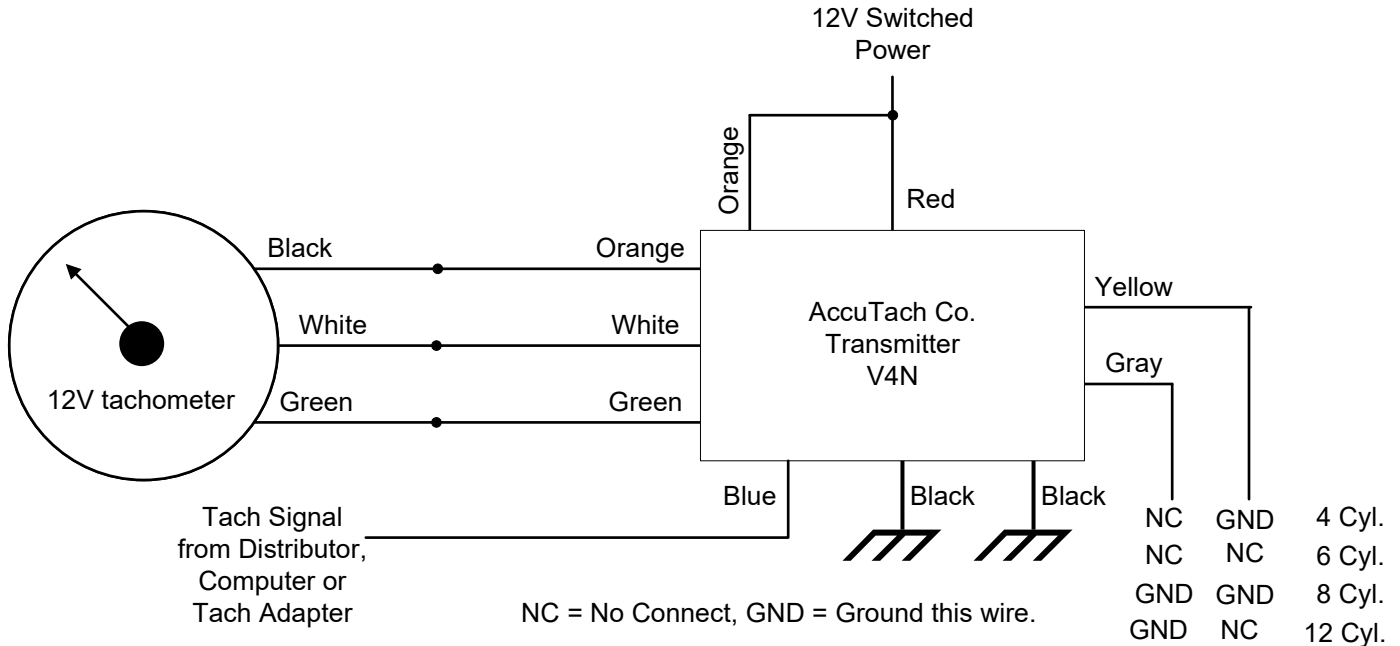 12V Switched
Power
Orange
Red
Black
Orange
White
White
Green
Green
12V tachometer
AccuTach Co.
Transmitter
V4N
Yellow
Gray
Blue
Black
Black
Tach Signal
from Distributor,
Computer or
Tach Adapter
NC GND 4 Cyl.
NC NC 6 Cyl.
GND GND 8 Cyl.
GND NC 12 Cyl.
NC = No Connect, GND = Ground this wire.